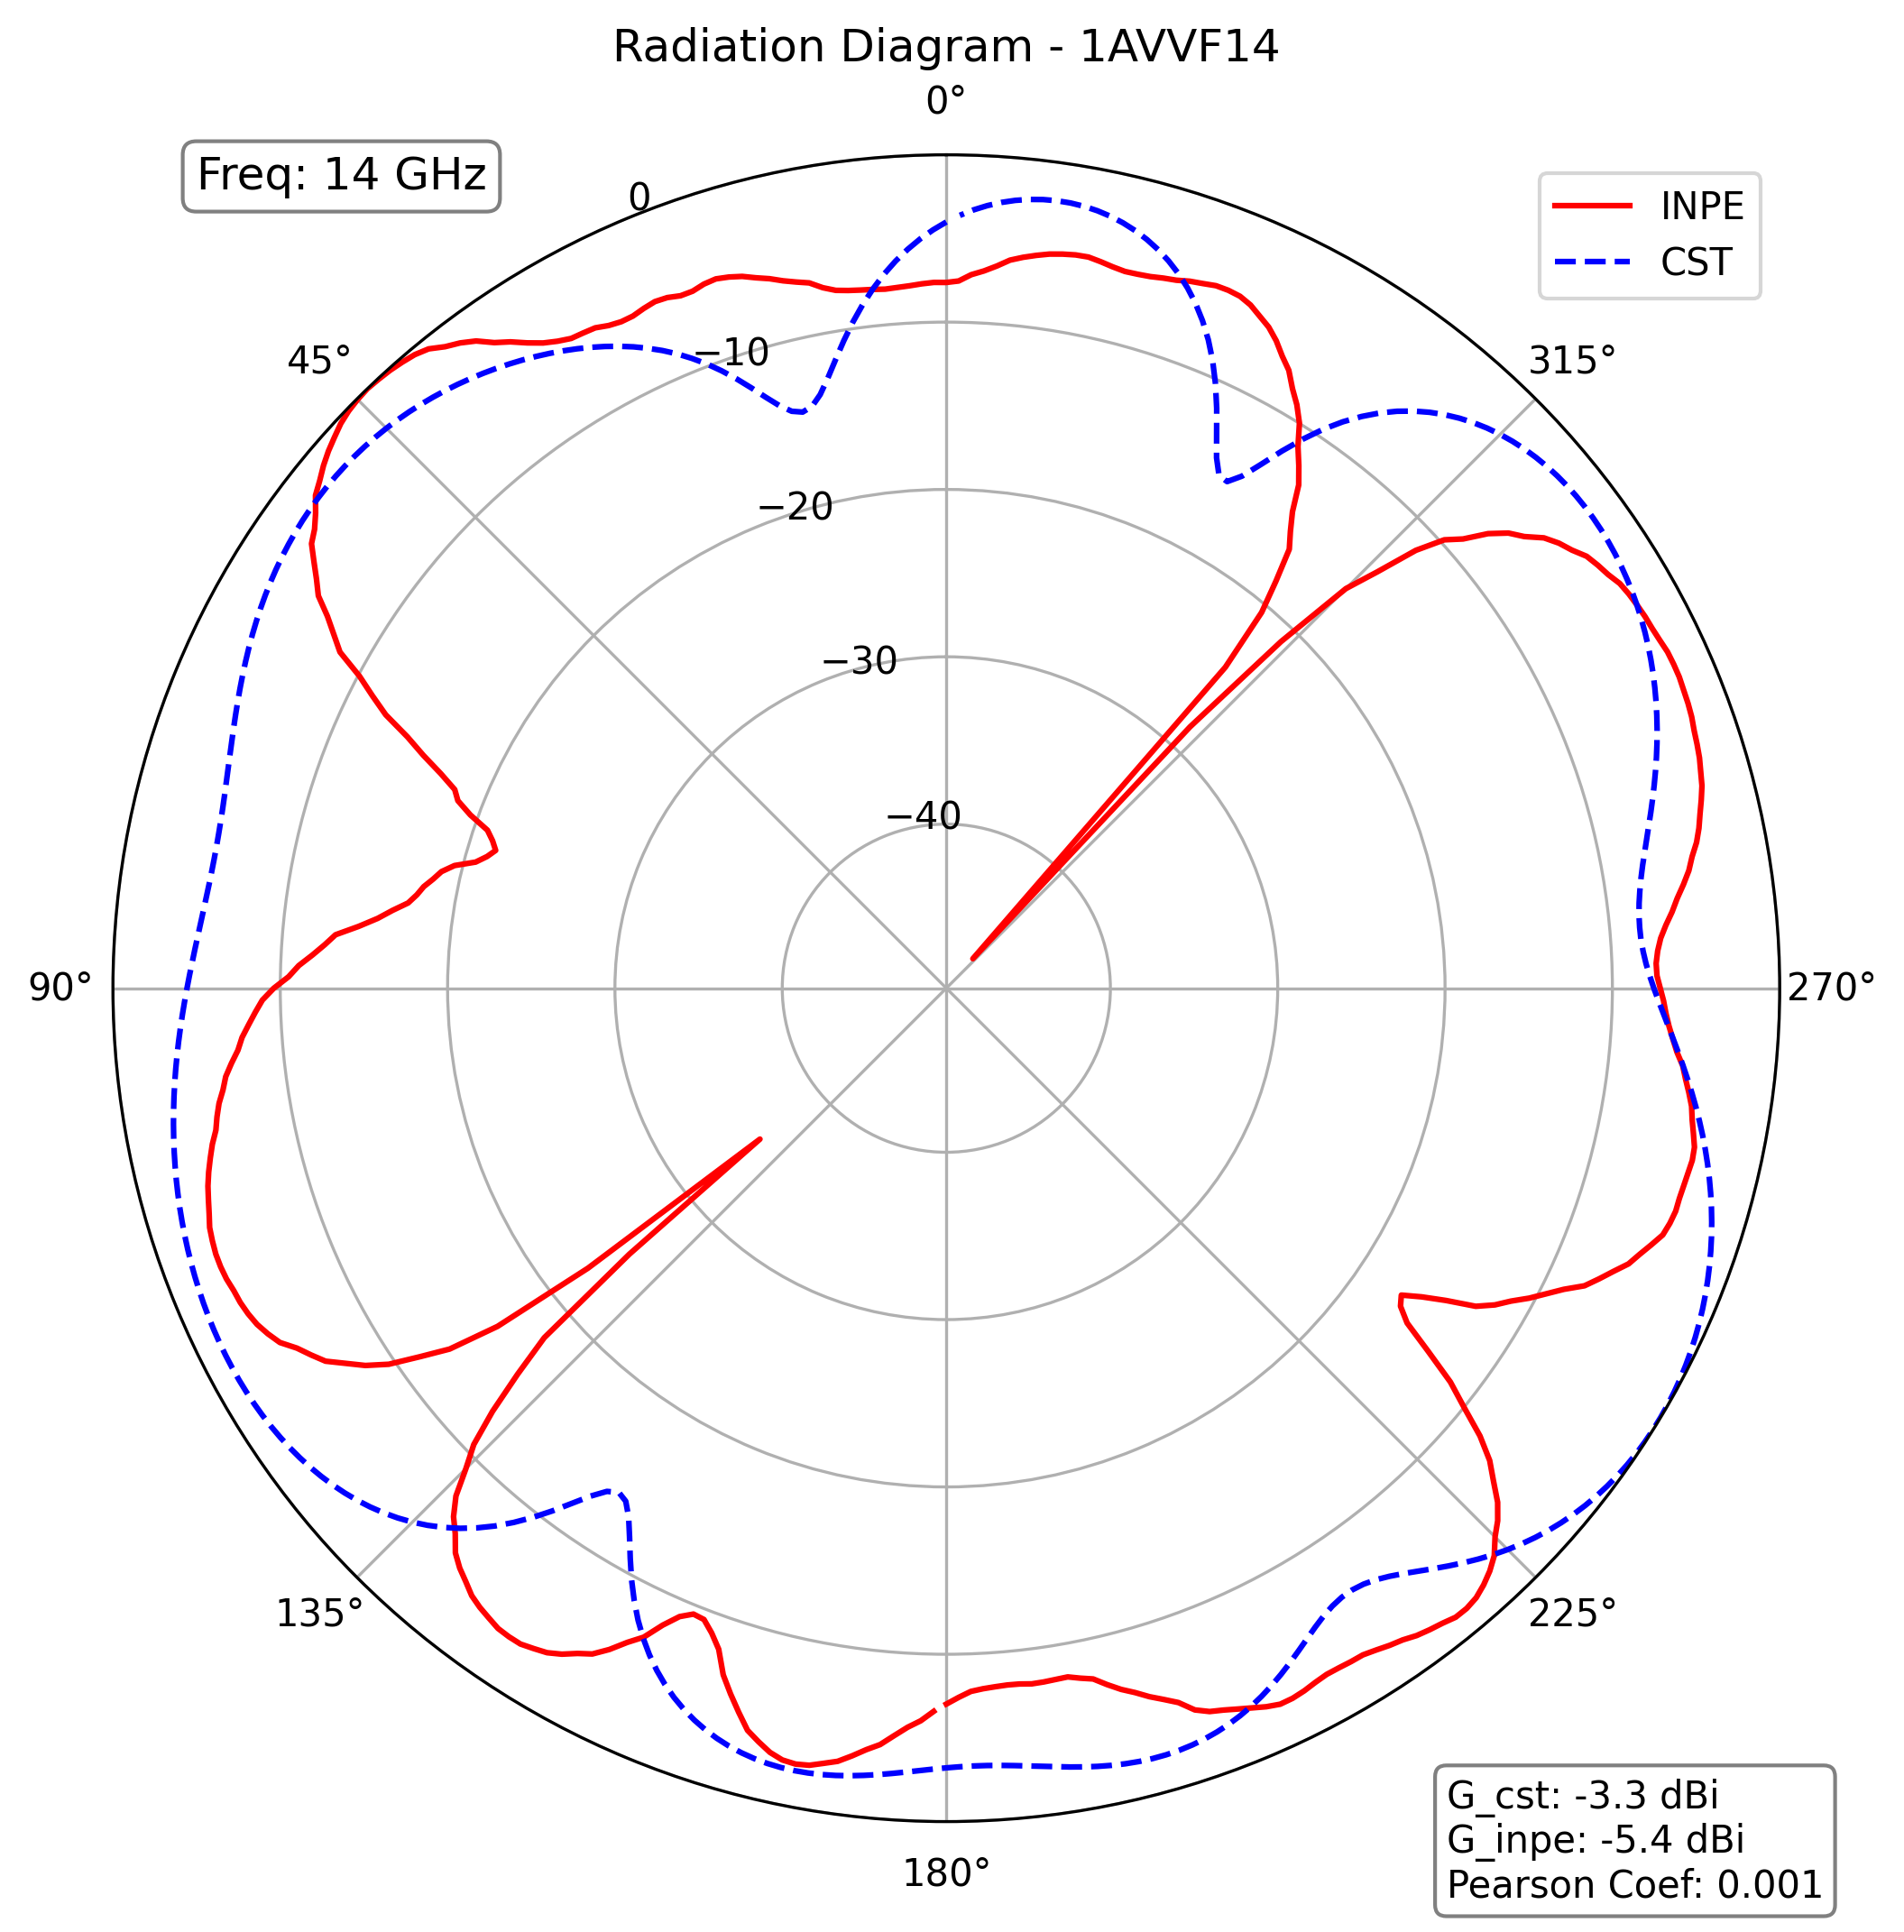 Radiation Diagram - 1AVVF14
0°
Freq: 14 GHz
0
INPE
CST
45°
−10
315°
−20
−30
−40
90°
270°
135°
225°
180°
G_cst: -3.3 dBi
G_inpe: -5.4 dBi
Pearson Coef: 0.001